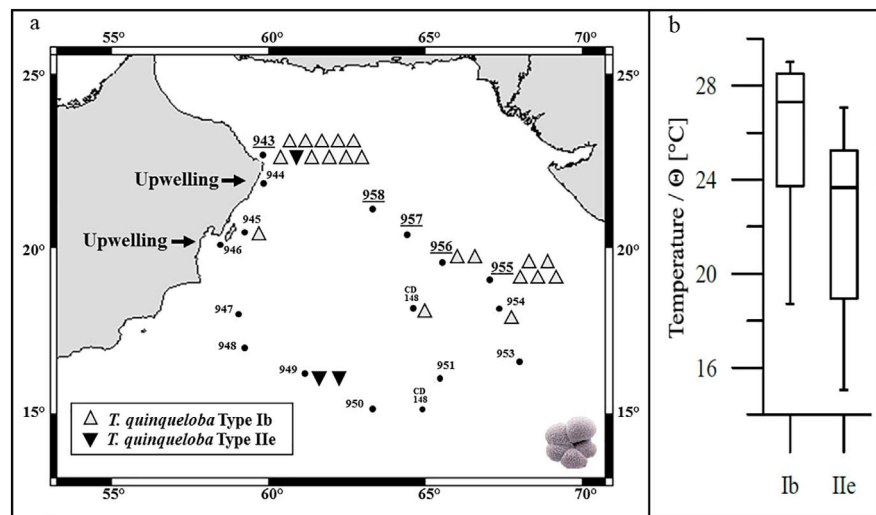 a
55° 60° 65° 70°
25° 25°
20° 20°
15° 15°
55° 60° 65° 70°
943
944
Upwelling
958
945
957
Upwelling
946
956
955
CD
148
954
947
948
949
951
953
950
CD
148
T. quinqueloba Type Ib
T. quinqueloba Type IIe
b
Temperature / Θ [°C]
28
24
20
16
Ib IIe